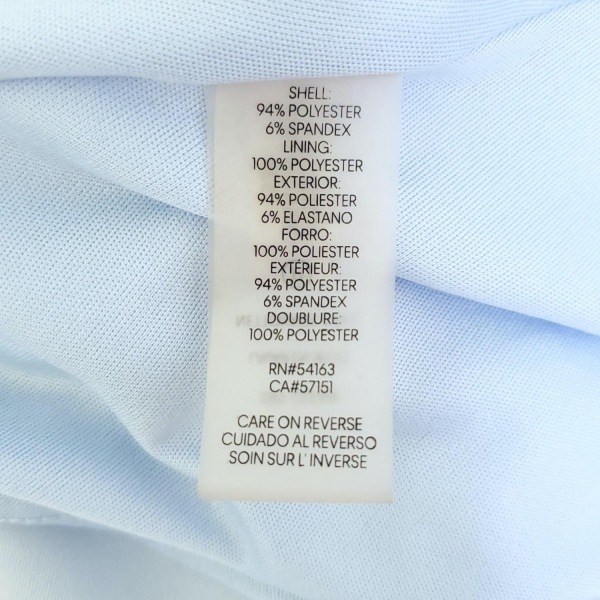 SHELL:
94% POLYESTER
6% SPANDEX
LINING:
100% POLYESTER
EXTERIOR:
94% POLIESTER
6% ELASTANO
FORRO:
100% POLIESTER
EXTÉRIEUR:
94% POLYESTER
6% SPANDEX
DOUBLURE:
100% POLYESTER
RN#54163
CA#57151
CARE ON REVERSE
CUIDADO AL REVERSO
SOIN SUR L'INVERSE